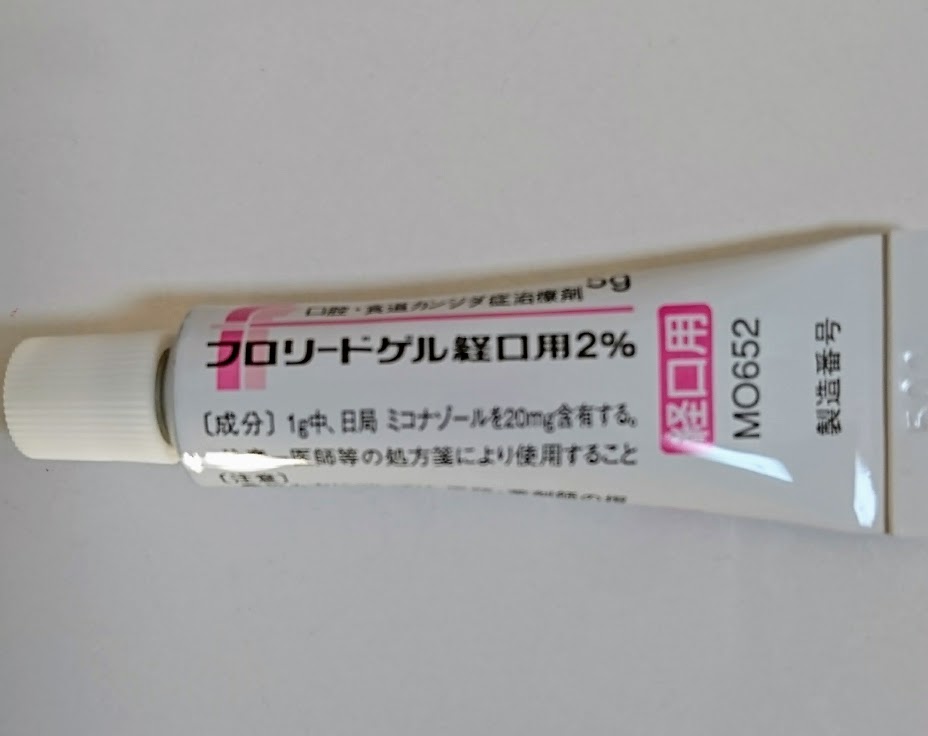 口腔・食道カンジダ症治療剤 5g
フロリードゲル経口用2%
〔成分〕1g中、日局 ミコナゾールを20mg含有する。
医師等の処方箋により使用すること
〔注意〕
経口用
MO652
製造番号